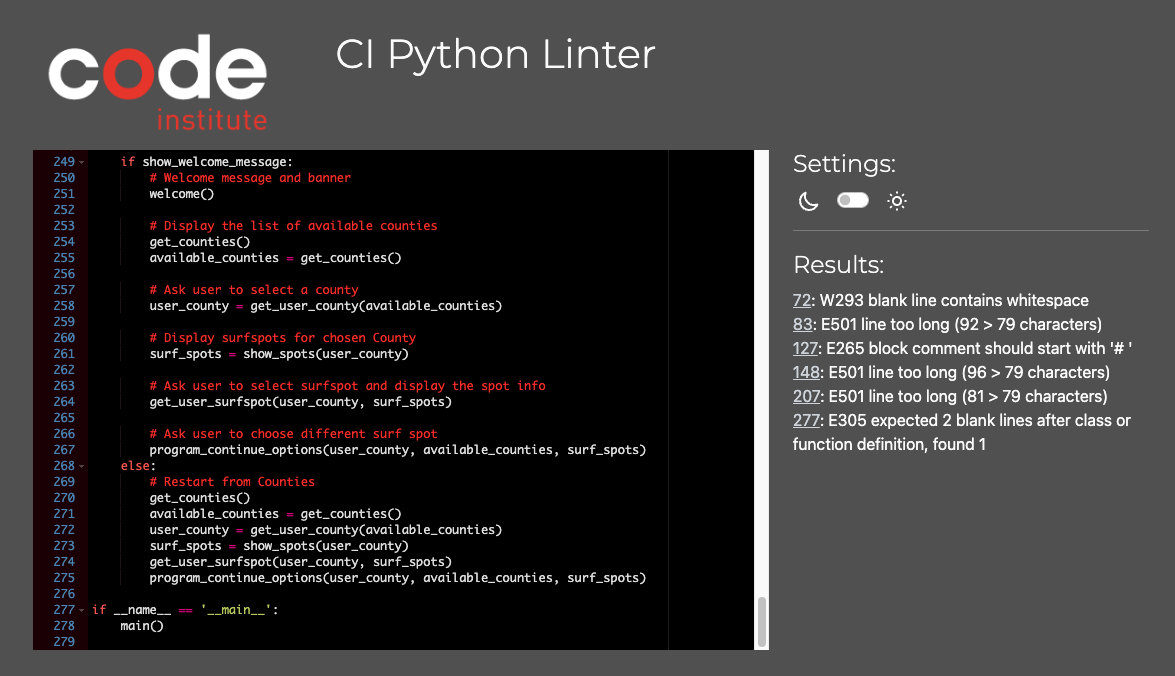 code
institute
CI Python Linter
249 if show_welcome_message:
250 # Welcome message and banner
251 welcome()
252
253 # Display the list of available counties
254 get_counties()
255 available_counties = get_counties()
256
257 # Ask user to select a county
258 user_county = get_user_county(available_counties)
259
260 # Display surfspots for chosen County
261 surf_spots = show_spots(user_county)
262
263 # Ask user to select surfspot and display the spot info
264 get_user_surfspot(user_county, surf_spots)
265
266 # Ask user to choose different surf spot
267 program_continue_options(user_county, available_counties, surf_spots)
268 else:
269 # Restart from Counties
270 get_counties()
271 available_counties = get_counties()
272 user_county = get_user_county(available_counties)
273 surf_spots = show_spots(user_county)
274 get_user_surfspot(user_county, surf_spots)
275 program_continue_options(user_county, available_counties, surf_spots)
276
277 if __name__ == '__main__':
278 main()
279
Settings:
Results:
72: W293 blank line contains whitespace
83: E501 line too long (92 > 79 characters)
127: E265 block comment should start with '# '
148: E501 line too long (96 > 79 characters)
207: E501 line too long (81 > 79 characters)
277: E305 expected 2 blank lines after class or
function definition, found 1